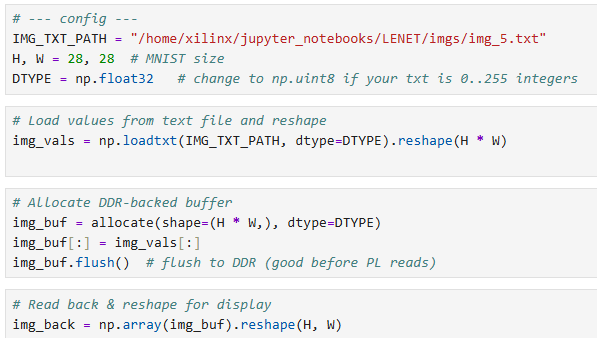 # --- config ---
IMG_TXT_PATH = "/home/xilinx/jupyter_notebooks/LENET/imgs/img_5.txt"
H, W = 28, 28  # MNIST size
DTYPE = np.float32   # change to np.uint8 if your txt is 0..255 integers
# Load values from text file and reshape
img_vals = np.loadtxt(IMG_TXT_PATH, dtype=DTYPE).reshape(H * W)
# Allocate DDR-backed buffer
img_buf = allocate(shape=(H * W,), dtype=DTYPE)
img_buf[:] = img_vals[:]
img_buf.flush()  # flush to DDR (good before PL reads)
# Read back & reshape for display
img_back = np.array(img_buf).reshape(H, W)